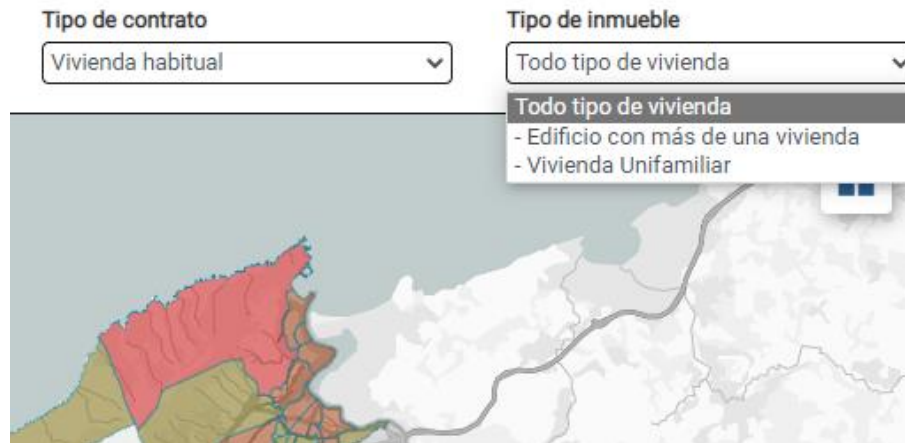 Tipo de contrato
Tipo de inmueble
Vivienda habitual
Todo tipo de vivienda
Todo tipo de vivienda
- Edificio con más de una vivienda
- Vivienda Unifamiliar